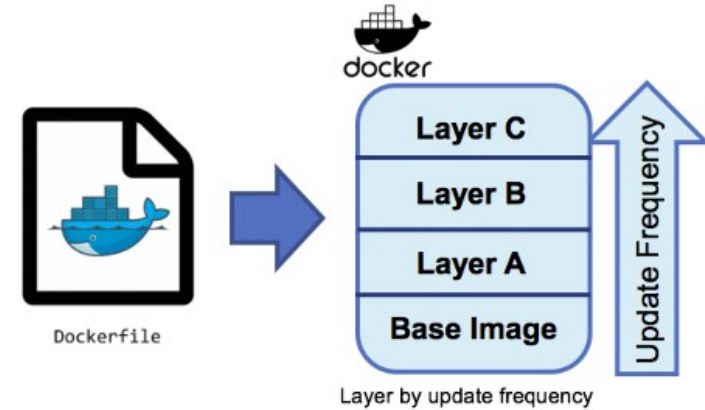 docker
Layer C
Layer B
Layer A
Base Image
Update Frequency
Dockerfile
Layer by update frequency